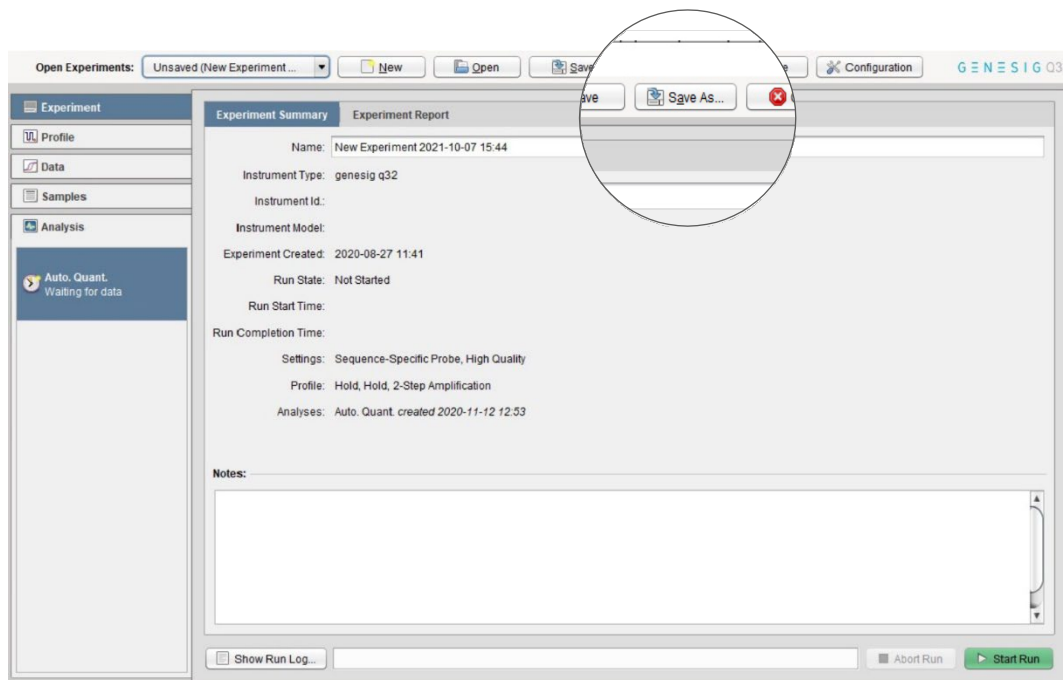 Open Experiments: Unsaved (New Experiment ... New Open Save Configuration GENESIG Q3
ave Save As...
Experiment
Profile
Data
Samples
Analysis
Auto. Quant.
Waiting for data
Experiment Summary Experiment Report
Name: New Experiment 2021-10-07 15:44
Instrument Type: genesig q32
Instrument Id.:
Instrument Model:
Experiment Created: 2020-08-27 11:41
Run State: Not Started
Run Start Time:
Run Completion Time:
Settings: Sequence-Specific Probe, High Quality
Profile: Hold, Hold, 2-Step Amplification
Analyses: Auto. Quant. created 2020-11-12 12:53
Notes:
Show Run Log... Abort Run Start Run